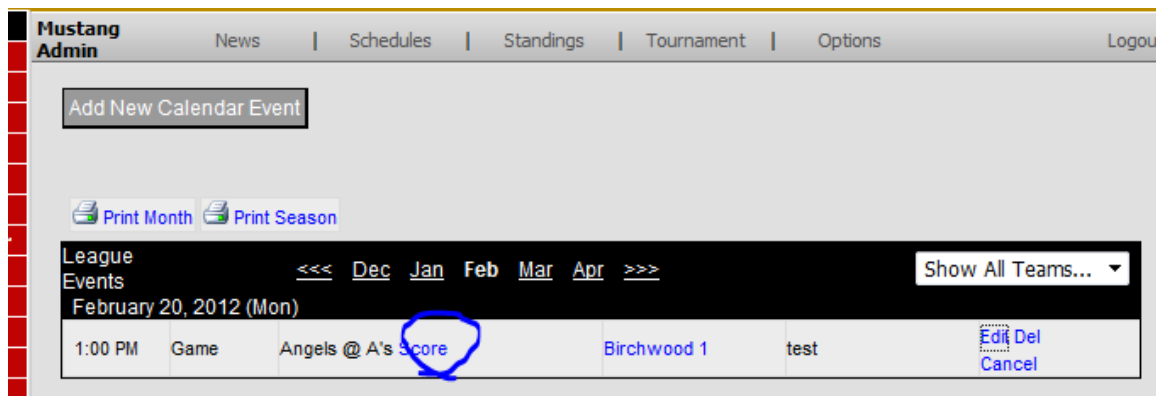 Mustang Admin News | Schedules | Standings | Tournament | Options Logou
Add New Calendar Event
Print Month Print Season
League Events <<< Dec Jan Feb Mar Apr >>> Show All Teams...
February 20, 2012 (Mon)
1:00 PM Game Angels @ A's Score Birchwood 1 test Edit Del
Cancel